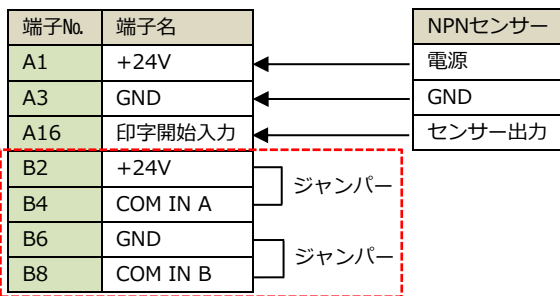 端子№ 端子名 NPNセンサー
A1 +24V 電源
A3 GND GND
A16 印字開始入力 センサー出力
B2 +24V
ジャンパー
B4 COM IN A
B6 GND
ジャンパー
B8 COM IN B